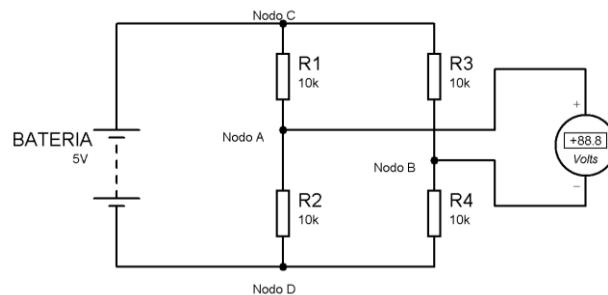 Nodo C
R1
10k
R3
10k
+
BATERIA
5V
Nodo A
+88.8
Volts
Nodo B
−
R2
10k
R4
10k
Nodo D